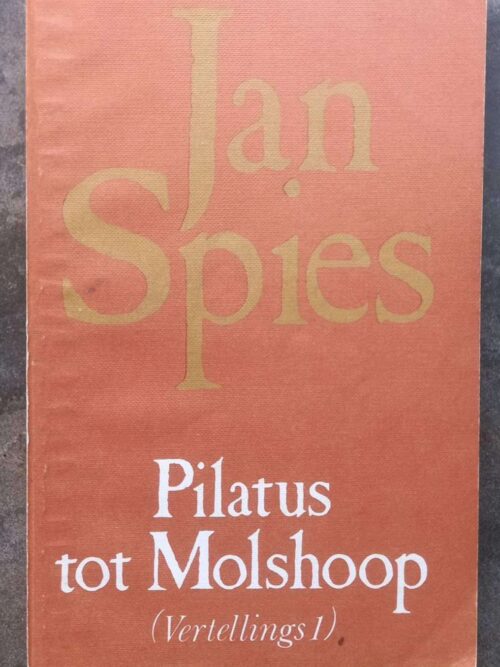 Jan
Spies
Pilatus
tot Molshoop
(Vertellings 1)